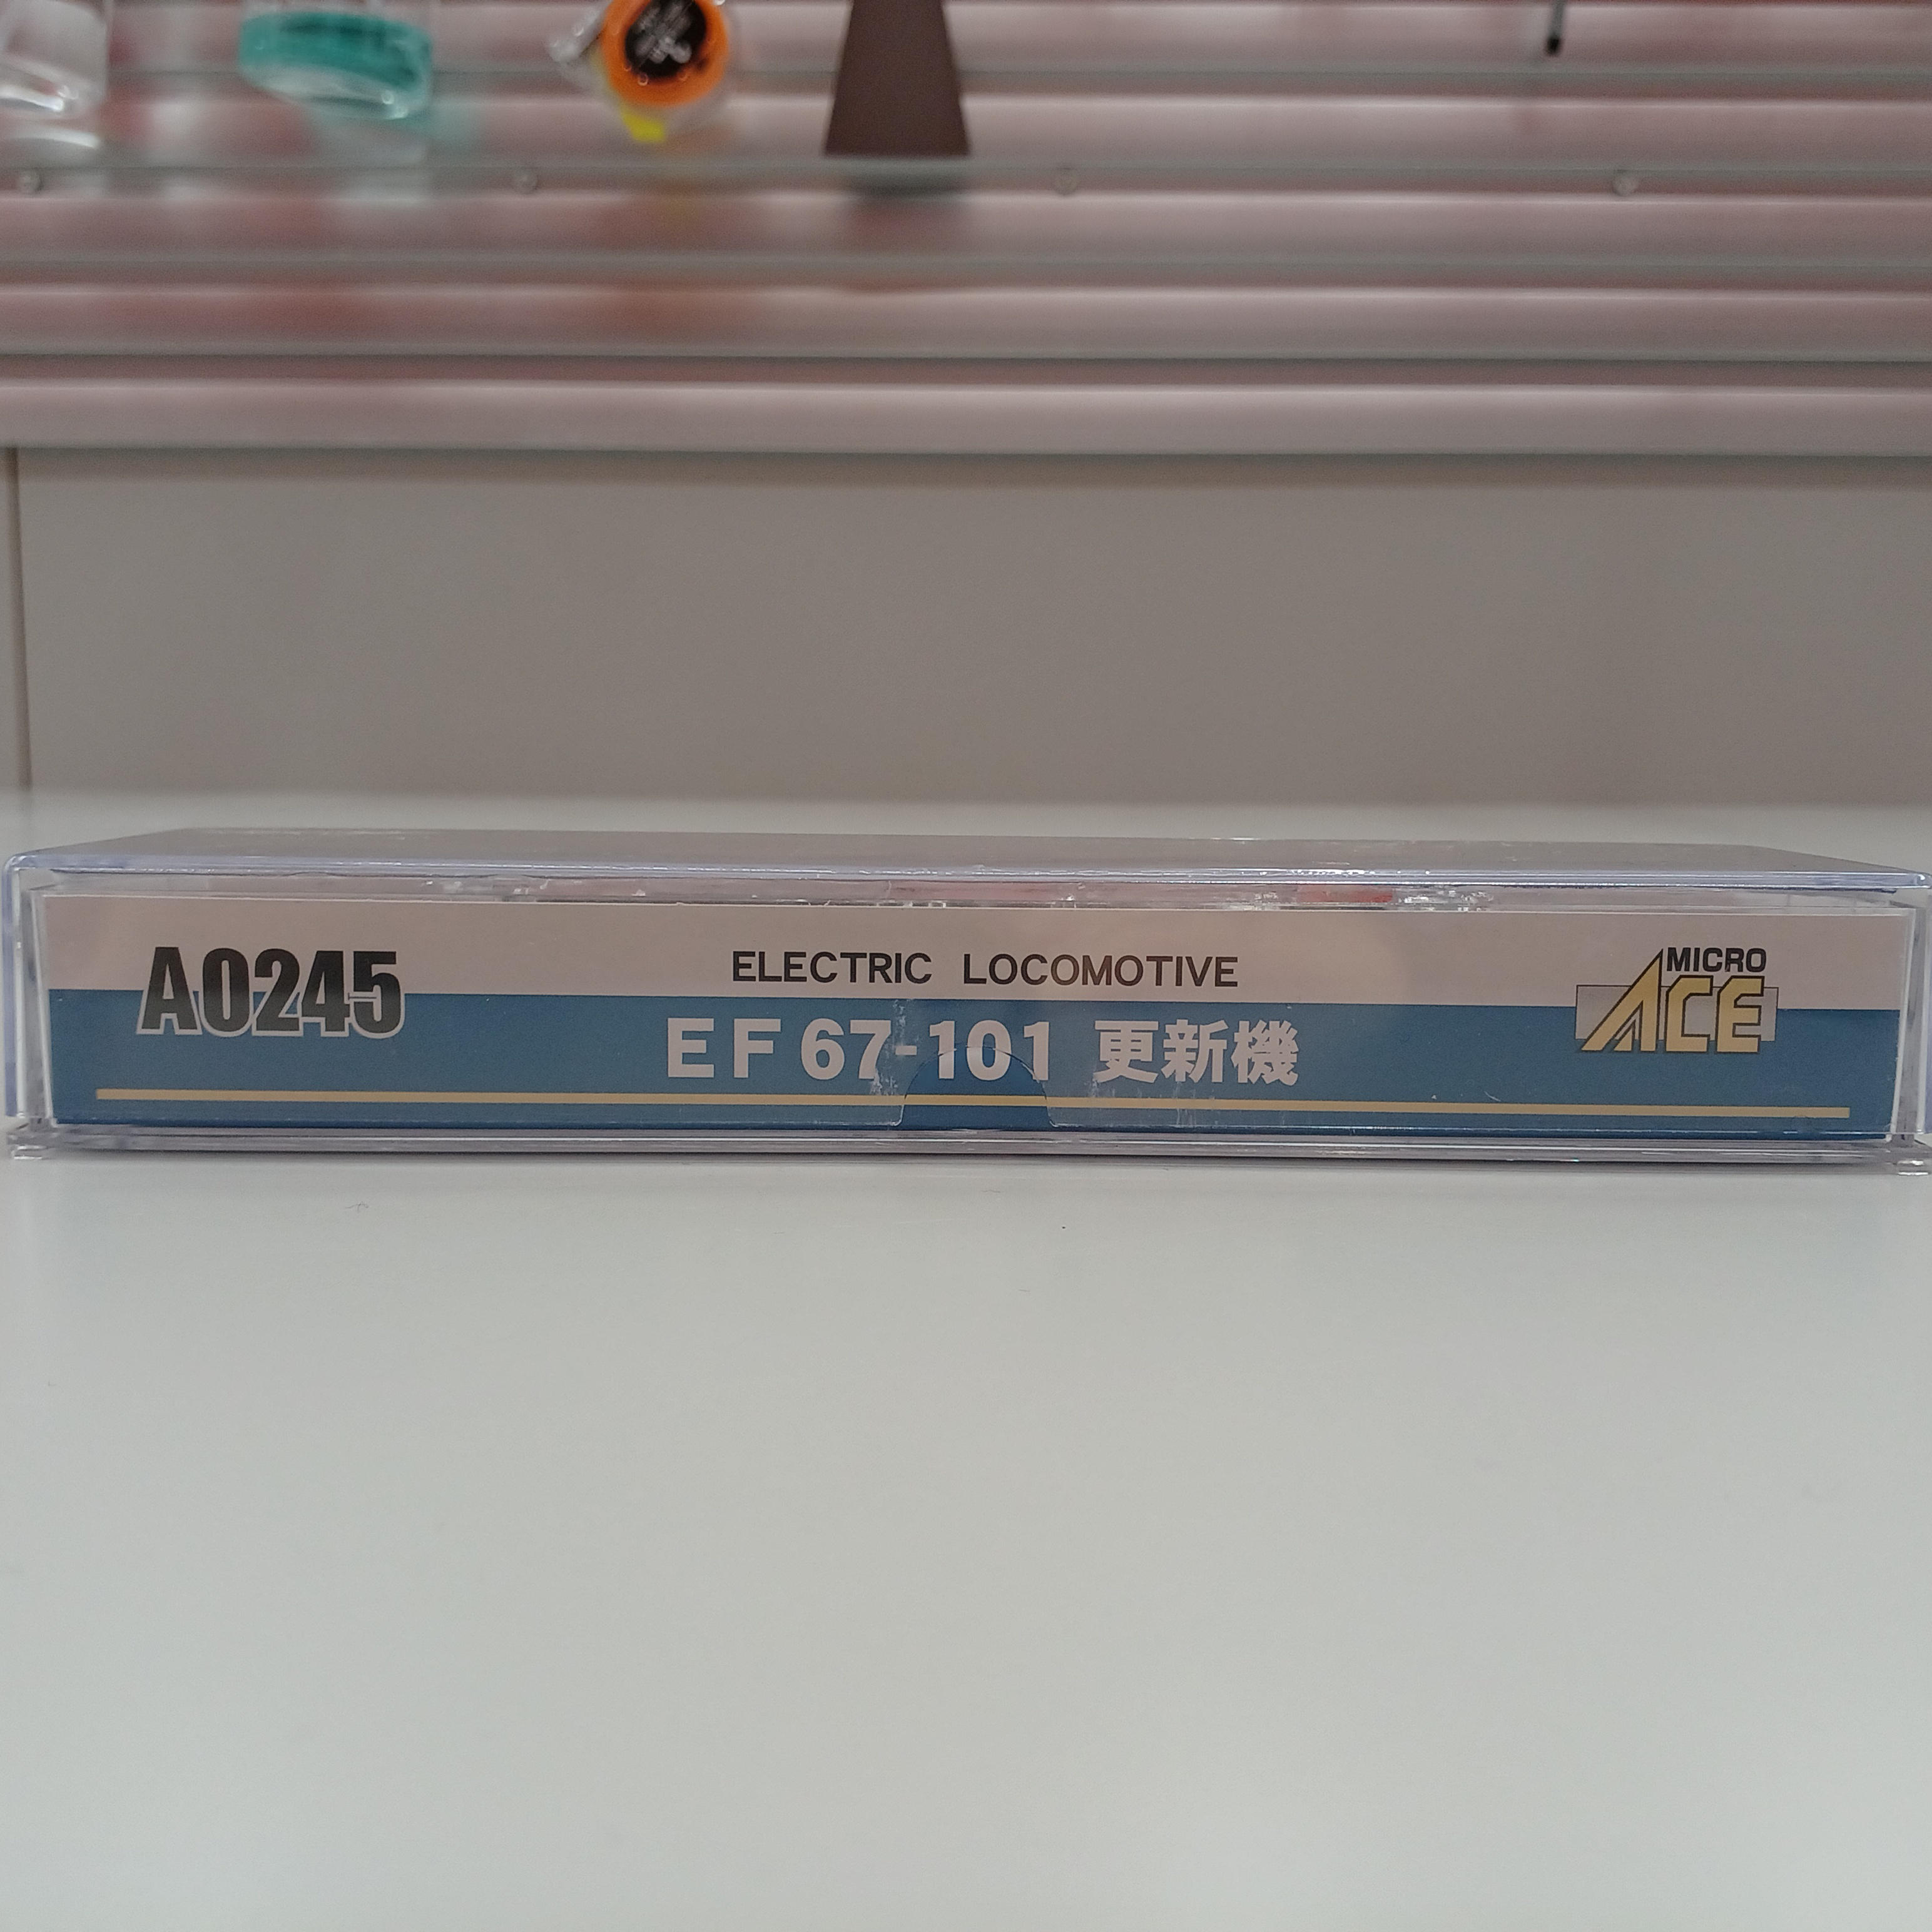 A0245
ELECTRIC LOCOMOTIVE
EF67-101 更新機
MICRO
ACE